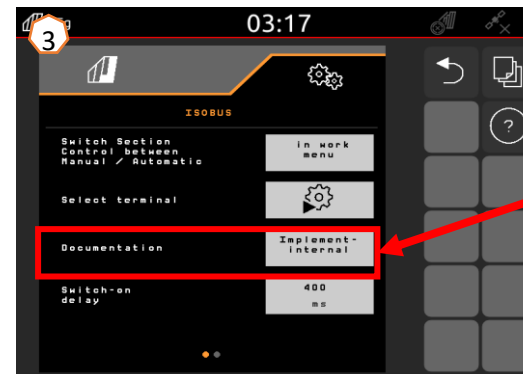 03:17
3
ISOBUS
Switch Section
Control between
Manual / Automatic
in work
menu
Select terminal
Documentation
Implement-
internal
Switch-on
delay
400
ms
?